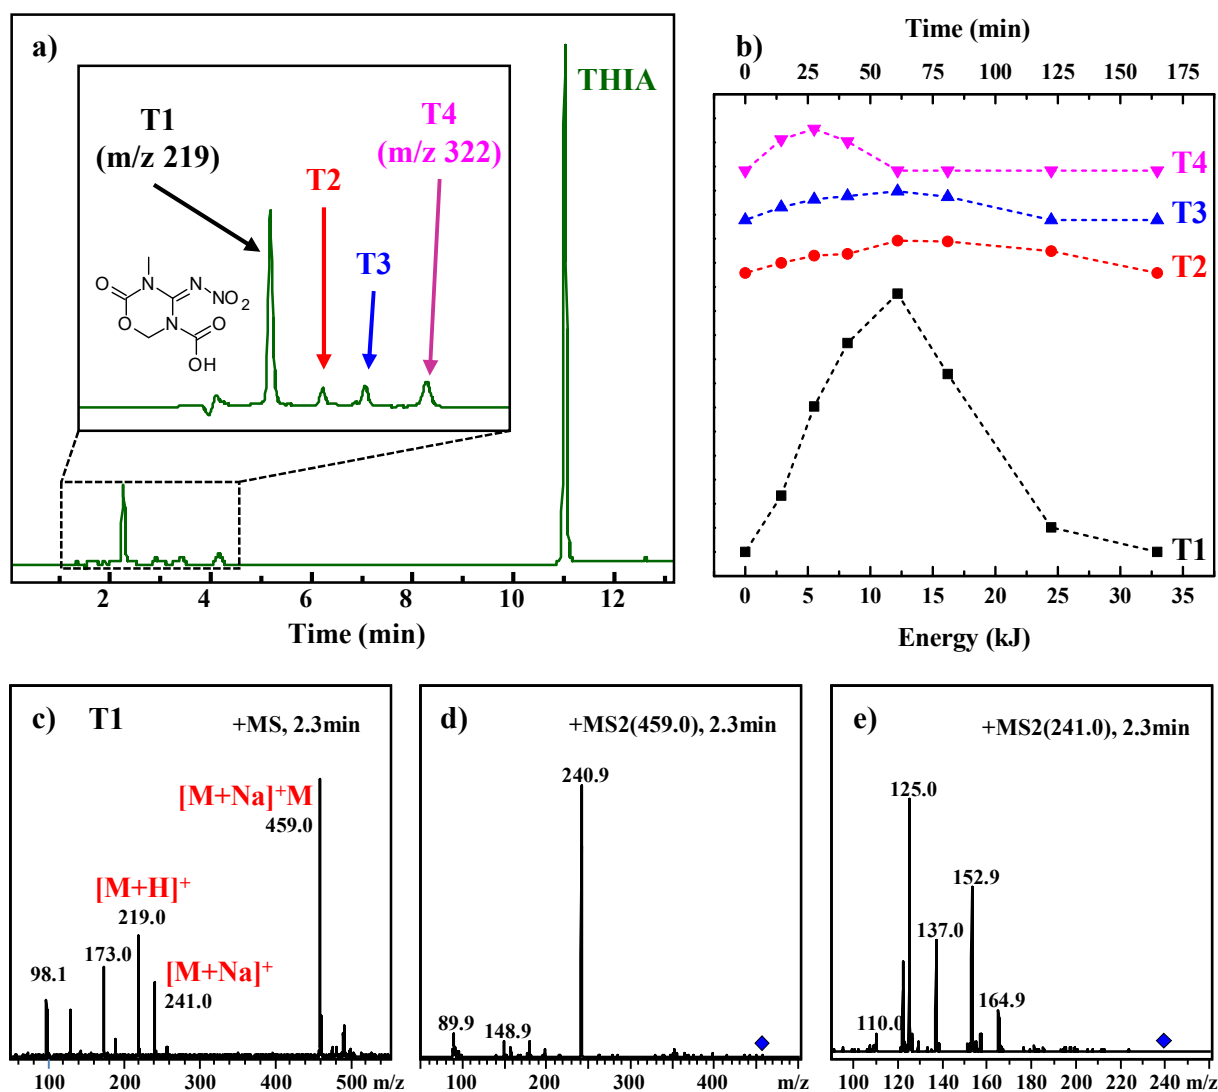 a)
THIA
T1
(m/z 219)
T2
T3
T4
(m/z 322)
O
N
N
NO2
O
N
O
OH
2 4 6 8 10 12
Time (min)
b)
Time (min)
0 25 50 75 100 125 150 175
T4
T3
T2
T1
0 5 10 15 20 25 30 35
Energy (kJ)
c) T1
+MS, 2.3min
[M+Na]+M
459.0
[M+H]+
219.0
173.0
[M+Na]+
241.0
98.1
100 200 300 400 500 m/z
d)
+MS2(459.0), 2.3min
240.9
89.9
148.9
50 100 200 300 400 m/z
e)
+MS2(241.0), 2.3min
125.0
152.9
137.0
164.9
110.0
100 120 140 160 180 200 220 240 m/z